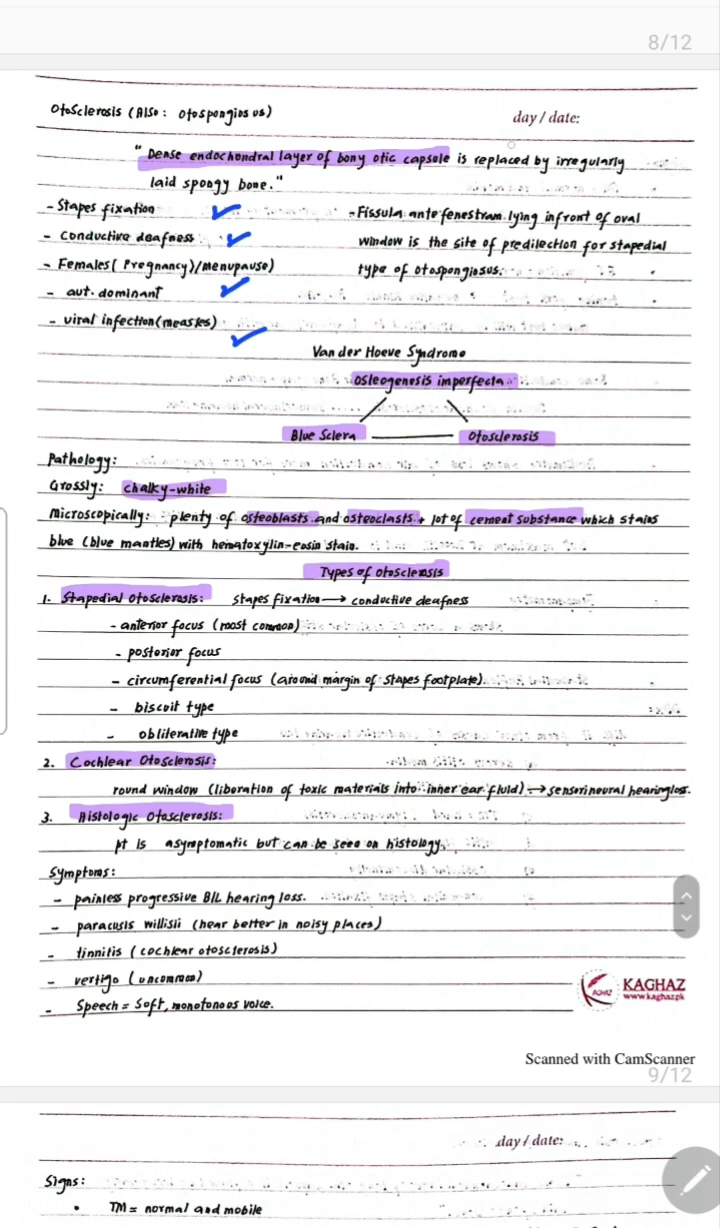 8/12
Otosclerosis (Also: otospongiosus)
day / date:
"Dense endochondral layer of bony otic capsule is replaced by irregularly
laid spongy bone."
- Stapes fixation
- Conductive deafness
- Females( Pregnancy)/menupause)
- aut. dominant
- viral infection(measles)
- Fissula ante fenestram lying infront of oval
window is the site of predilection for stapedial
type of otospongiosus.
Van der Hoeve Syndrome
Osteogenesis imperfecta
Blue Sclera
Otosclerosis
Pathology:
Grossly: chalky-white
Microscopically: plenty of osteoblasts and osteoclasts + lot of cement substance which stains
blue (blue mantles) with hematoxylin-eosin stain.
Types of otosclerosis
1. Stapedial Otosclerosis: Stapes fixation → conductive deafness
- anterior focus (most common)
- posterior focus
- circumferential focus (around margin of stapes footplate).
- biscuit type
- obliterative type
2. Cochlear Otosclerosis:
round window (liberation of toxic materials into inner ear fluid) → sensorineural hearingloss.
3. Histologic Otosclerosis:
pt is asymptomatic but can be seen on histology.
Symptoms:
- painless progressive B/L hearing loss.
- paracusis willisii (hear better in noisy places)
- tinnitis (cochlear otosclerosis)
- vertigo (uncommon)
- Speech = Soft, monotonous voice.
KAGHAZ
www.kaghaz.pk
Scanned with CamScanner
9/12
day / date:
Signs:
• TM = normal and mobile